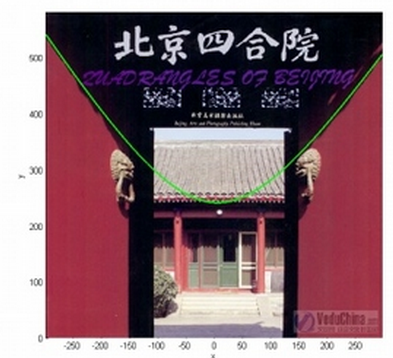 北京四合院
QUADRANGLES OF BEIJING
北京美术摄影出版社
Beijing Arts and Photography Publishing House
y
500
400
300
200
100
0
-250 -200 -150 -100 -50 0 50 100 150 200 250
x
YoduChina.com